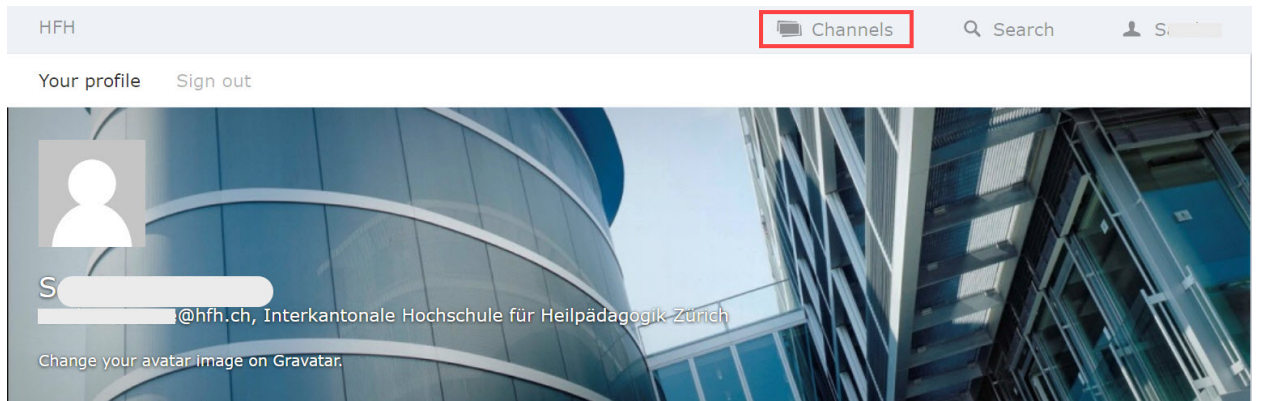 HFH Channels Search
Your profile Sign out
@hfh.ch, Interkantonale Hochschule für Heilpädagogik Zürich
Change your avatar image on Gravatar.